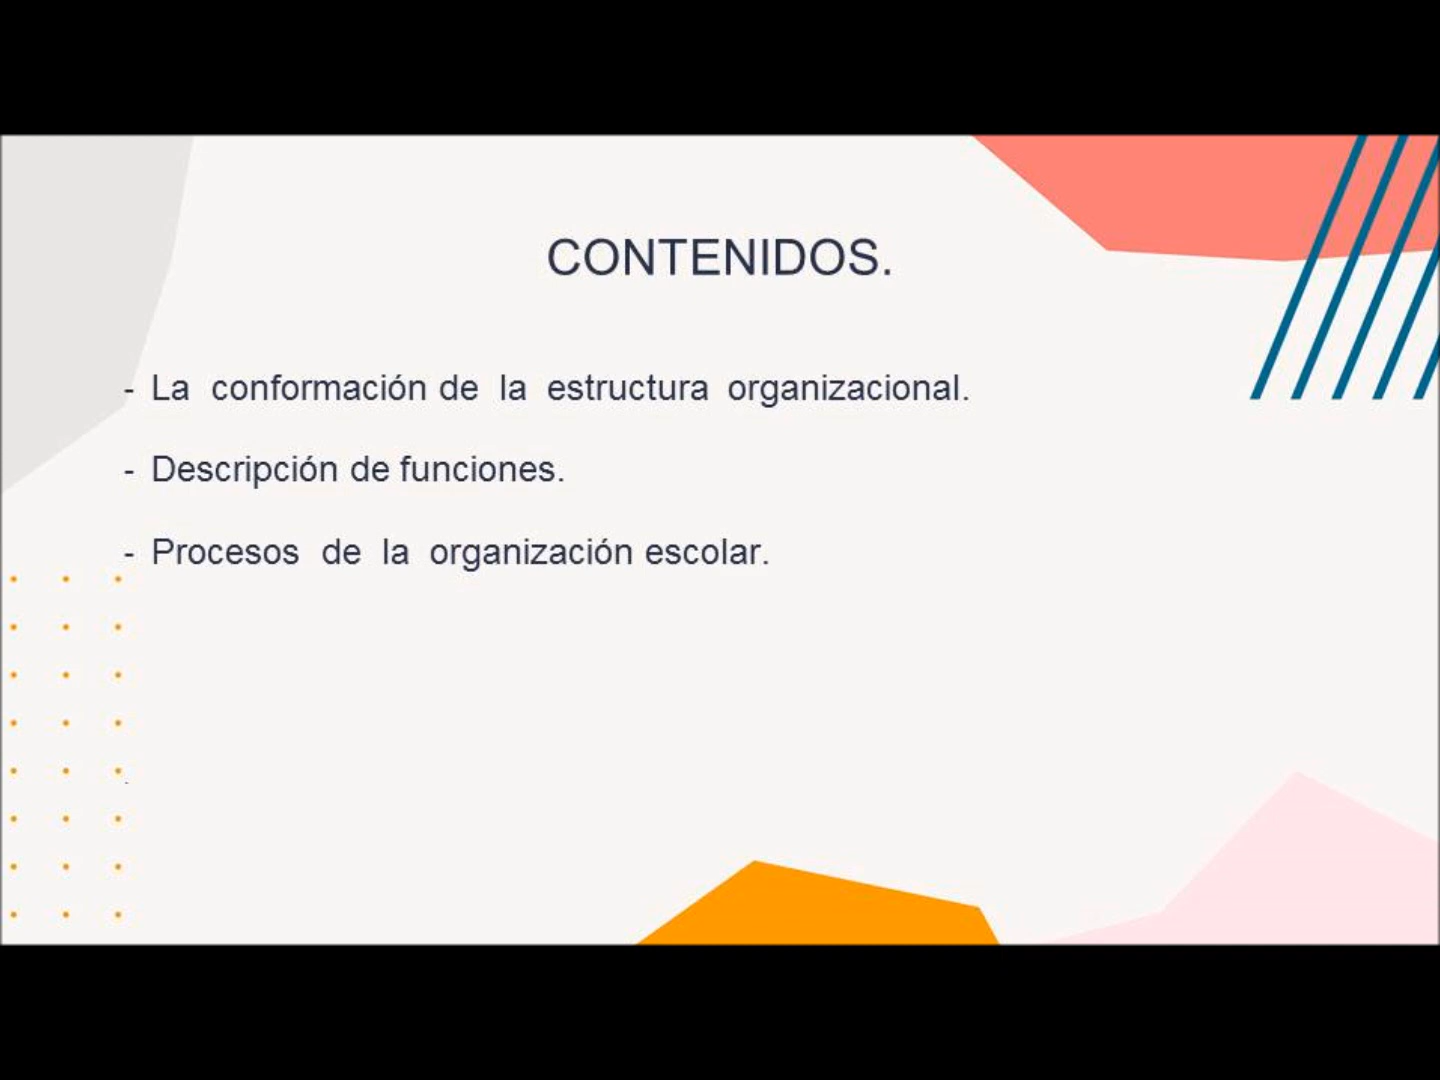 CONTENIDOS.
- La conformación de la estructura organizacional.
- Descripción de funciones.
- Procesos de la organización escolar.